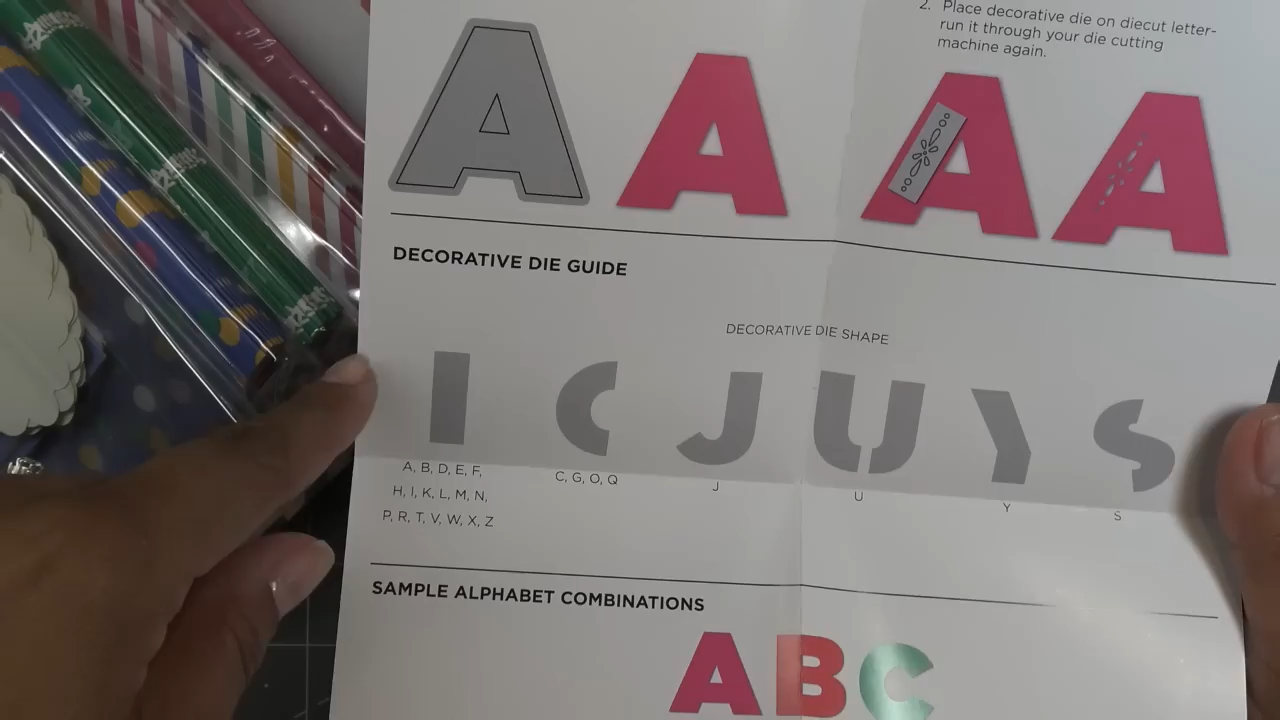 2. Place decorative die on diecut letter-
run it through your die cutting
machine again.
A A A A
DECORATIVE DIE GUIDE
DECORATIVE DIE SHAPE
I C J U Y S
A, B, D, E, F,
H, I, K, L, M, N,
P, R, T, V, W, X, Z
C, G, O, Q
J
U
Y
S
SAMPLE ALPHABET COMBINATIONS
ABC